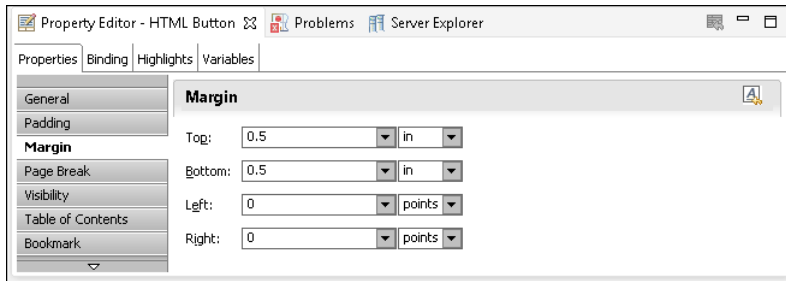 Property Editor - HTML Button Problems Server Explorer
Properties Binding Highlights Variables
General
Padding
Margin
Page Break
Visibility
Table of Contents
Bookmark
Margin
Top: 0.5 in
Bottom: 0.5 in
Left: 0 points
Right: 0 points